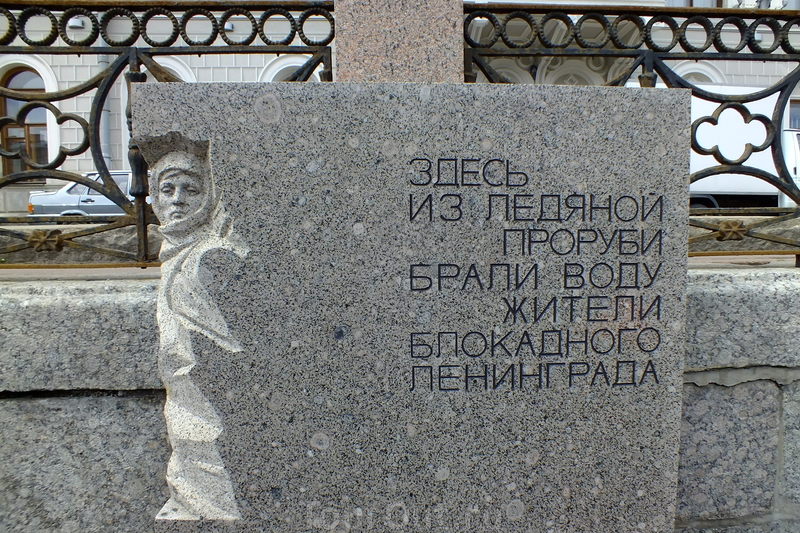 ЗДЕСЬ
ИЗ ЛЕДЯНОЙ
ПРОРУБИ
БРАЛИ ВОДУ
ЖИТЕЛИ
БЛОКАДНОГО
ЛЕНИНГРАДА